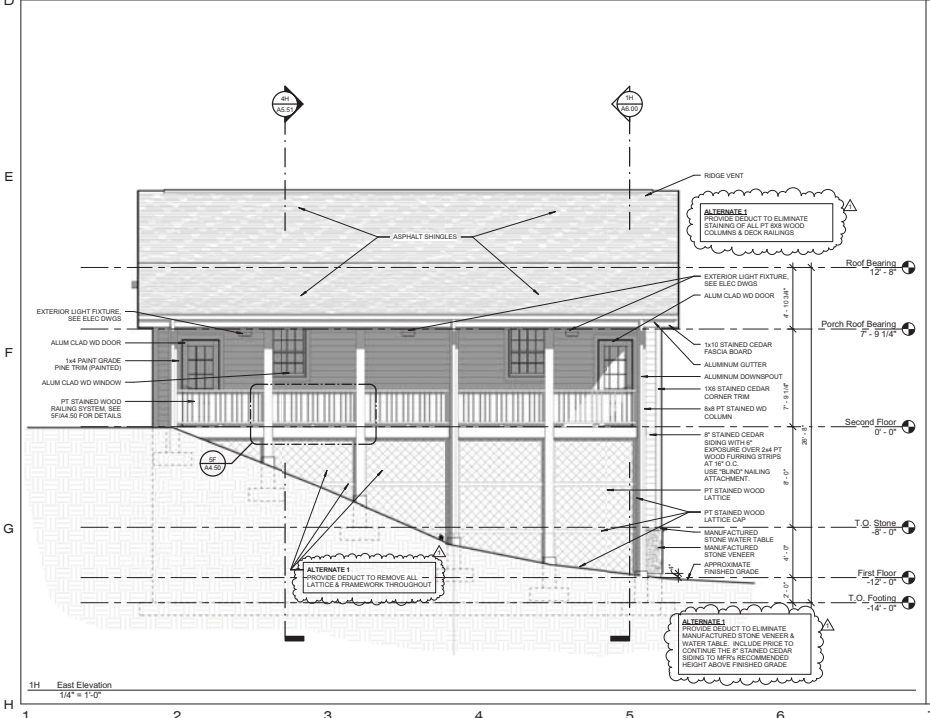 D
4H
A5.51
1H
A6.00
E
RIDGE VENT
1
ALTERNATE 1
PROVIDE DEDUCT TO ELIMINATE
STAINING OF ALL PT 8X8 WOOD
COLUMNS & DECK RAILINGS
ASPHALT SHINGLES
Roof Bearing
12' - 8"
EXTERIOR LIGHT FIXTURE,
SEE ELEC DWGS
ALUM CLAD WD DOOR
4' - 10 3/4"
EXTERIOR LIGHT FIXTURE,
SEE ELEC DWGS
Porch Roof Bearing
7' - 9 1/4"
ALUM CLAD WD DOOR
1x10 STAINED CEDAR
FASCIA BOARD
F
1x4 PAINT GRADE
PINE TRIM (PAINTED)
ALUMINUM GUTTER
ALUMINUM DOWNSPOUT
ALUM CLAD WD WINDOW
1X6 STAINED CEDAR
CORNER TRIM
7' - 9 1/4"
PT STAINED WOOD
RAILING SYSTEM, SEE
5F/A4.50 FOR DETAILS
8x8 PT STAINED WD
COLUMN
Second Floor
0' - 0"
26' - 8"
8" STAINED CEDAR
SIDING WITH 6"
EXPOSURE OVER 2x4 PT
WOOD FURRING STRIPS
AT 16" O.C.
USE "BLIND" NAILING
ATTACHMENT.
5F
A4.50
8' - 0"
PT STAINED WOOD
LATTICE
PT STAINED WOOD
LATTICE CAP
G
T.O. Stone
-8' - 0"
MANUFACTURED
STONE WATER TABLE
MANUFACTURED
STONE VENEER
4' - 0"
1
ALTERNATE 1
PROVIDE DEDUCT TO REMOVE ALL
LATTICE & FRAMEWORK THROUGHOUT
APPROXIMATE
FINISHED GRADE
First Floor
-12' - 0"
2' - 0"
T.O. Footing
-14' - 0"
1
ALTERNATE 1
PROVIDE DEDUCT TO ELIMINATE
MANUFACTURED STONE VENEER &
WATER TABLE. INCLUDE PRICE TO
CONTINUE THE 8" STAINED CEDAR
SIDING TO MFR's RECOMMENDED
HEIGHT ABOVE FINISHED GRADE
1H East Elevation
1/4" = 1'-0"
H
1 2 3 4 5 6 7